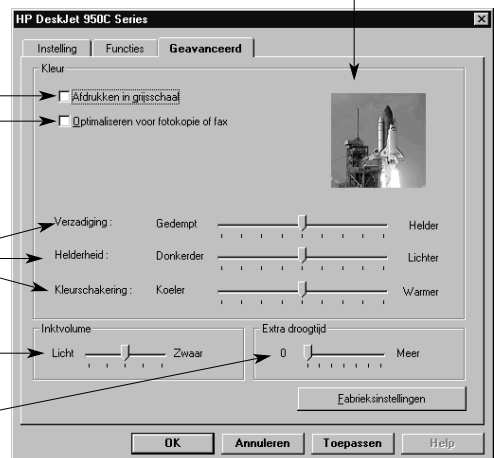 HP DeskJet 950C Series
Instelling Functies Geavanceerd
Kleur
Afdrukken in grijsschaal
Optimaliseren voor fotokopie of fax
Verzadiging : Gedempt Helder
Helderheid : Donkerder Lichter
Kleurschakering : Koeler Warmer
Inktvolume Extra droogtijd
Licht Zwaar 0 Meer
Fabrieksinstellingen
OK Annuleren Toepassen Help